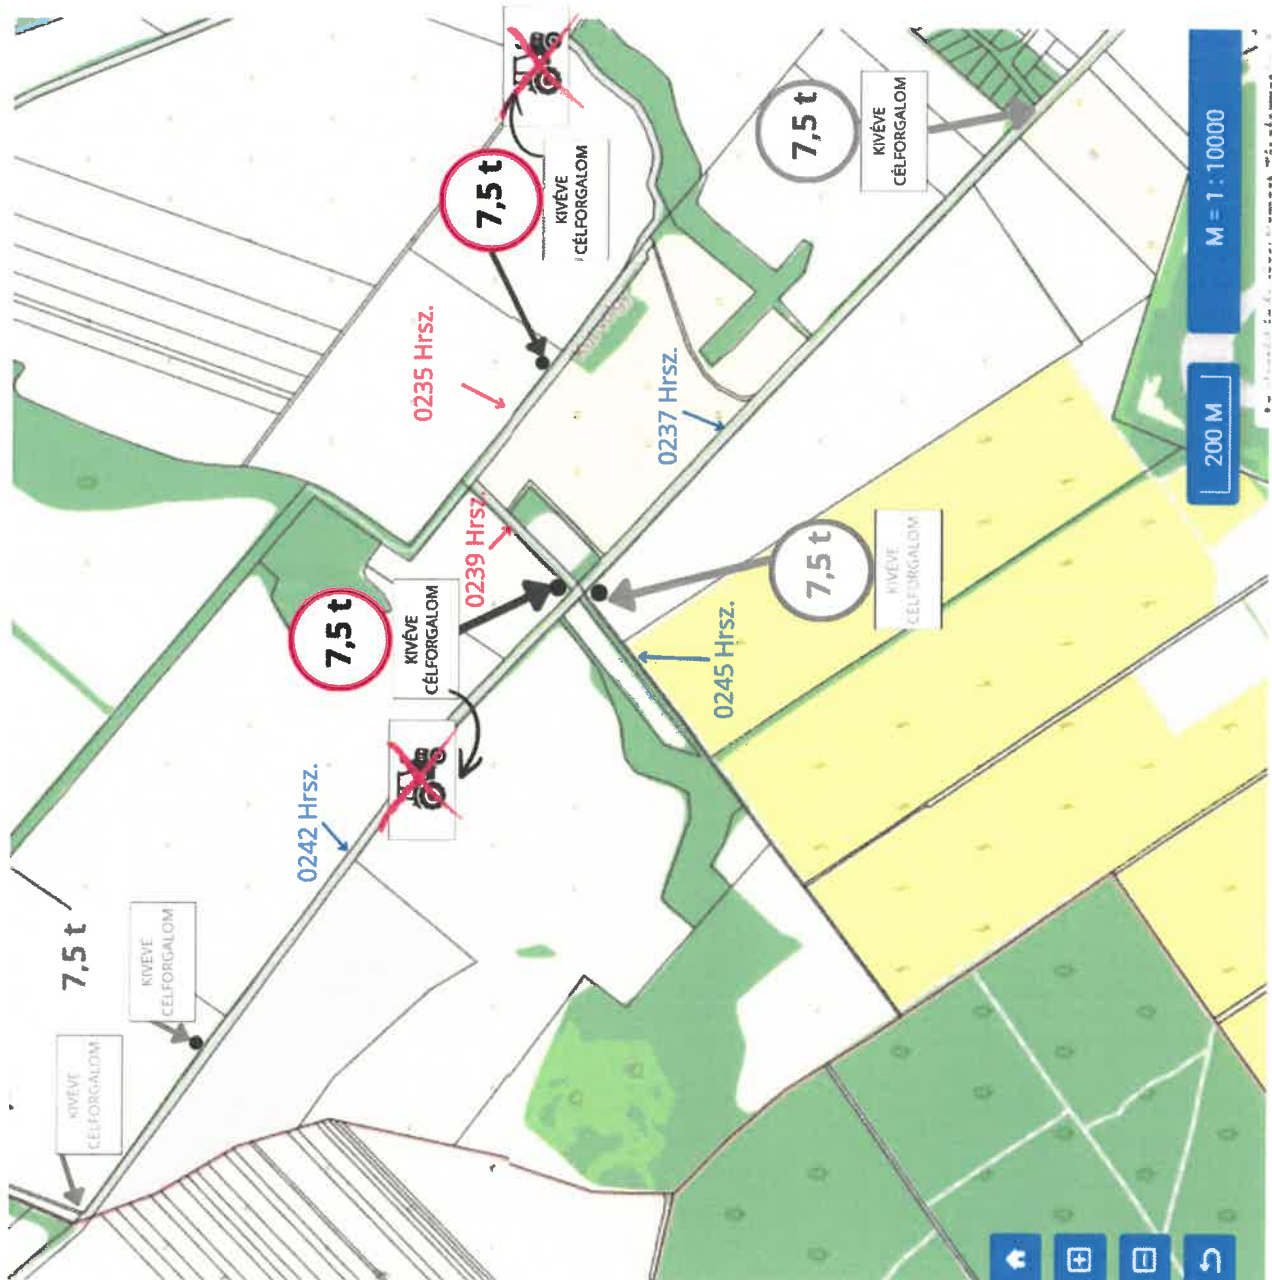 7,5 t
KIVÉVE
CÉLFORGALOM
7,5 t
KIVÉVE
CÉLFORGALOM
0235 Hrsz.
0237 Hrsz.
0239 Hrsz.
7,5 t
KIVÉVE
CÉLFORGALOM
7,5 t
KIVÉVE
CÉLFORGALOM
0245 Hrsz.
0242 Hrsz.
7,5 t
KIVÉVE
CÉLFORGALOM
KIVÉVE
CÉLFORGALOM
200 M
M = 1 : 10000